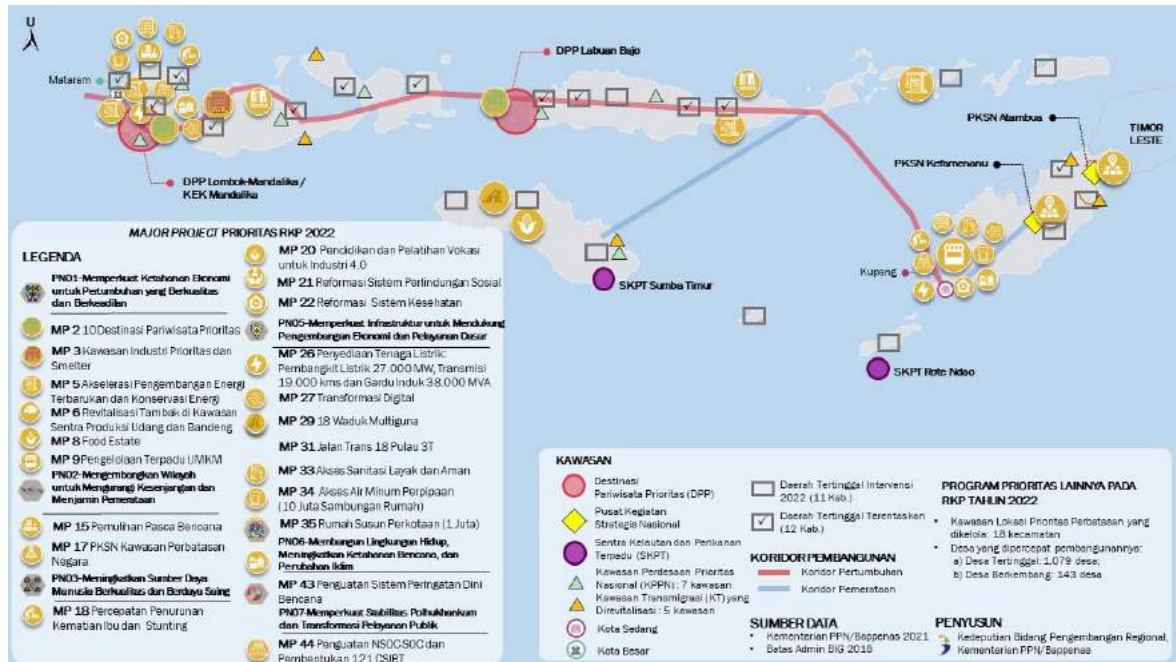 U
Mataram
DPP Lombok-Mandalika /
KEK Mandalika
DPP Labuan Bajo
PKSN Atambua
PKSN Kefamenanu
TIMOR
LESTE
Kupang
SKPT Sumba Timur
SKPT Rote Ndao
MAJOR PROJECT PRIORITAS RKP 2022
LEGENDA
PN01-Memperkuat Ketahanan Ekonomi
untuk Pertumbuhan yang Berkualitas
dan Berkeadilan
MP 2 10 Destinasi Pariwisata Prioritas
MP 3 Kawasan Industri Prioritas dan
Smelter
MP 5 Akselerasi Pengembangan Energi
Terbarukan dan Konservasi Energi
MP 6 Revitalisasi Tambak di Kawasan
Sentra Produksi Udang dan Bandeng
MP 8 Food Estate
MP 9 Pengelolaan Terpadu UMKM
PN02-Mengembangkan Wilayah
untuk Mengurangi Kesenjangan dan
Menjamin Pemerataan
MP 15 Pemulihan Pasca Bencana
MP 17 PKSN Kawasan Perbatasan
Negara
PN03-Meningkatkan Sumber Daya
Manusia Berkualitas dan Berdaya Saing
MP 18 Percepatan Penurunan
Kematian Ibu dan Stunting
MP 20 Pendidikan dan Pelatihan Vokasi
untuk Industri 4.0
MP 21 Reformasi Sistem Perlindungan Sosial
MP 22 Reformasi Sistem Kesehatan
PN05-Memperkuat Infrastruktur untuk Mendukung
Pengembangan Ekonomi dan Pelayanan Dasar
MP 26 Penyediaan Tenaga Listrik:
Pembangkit Listrik 27.000 MW, Transmisi
19.000 kms dan Gardu Induk 38.000 MVA
MP 27 Transformasi Digital
MP 29 18 Waduk Multiguna
MP 31 Jalan Trans 18 Pulau 3T
MP 33 Akses Sanitasi Layak dan Aman
MP 34 Akses Air Minum Perpipaan
(10 Juta Sambungan Rumah)
MP 35 Rumah Susun Perkotaan (1 Juta)
PN06-Membangun Lingkungan Hidup,
Meningkatkan Ketahanan Bencana, dan
Perubahan Iklim
MP 43 Penguatan Sistem Peringatan Dini
Bencana
PN07-Memperkuat Stabilitas Polhukhankam
dan Transformasi Pelayanan Publik
MP 44 Penguatan NSOC-SOC dan
Pembentukan 121 CSIRT
KAWASAN
Destinasi
Pariwisata Prioritas (DPP)
Pusat Kegiatan
Strategis Nasional
Sentra Kelautan dan Perikanan
Terpadu (SKPT)
Kawasan Perdesaan Prioritas
Nasional (KPPN) : 7 kawasan
Kawasan Transmigrasi (KT) yang
Direvitalisasi : 5 kawasan
Kota Sedang
Kota Besar
Daerah Tertinggal Intervensi
2022 (11 Kab.)
Daerah Tertinggal Terentaskan
(12 Kab.)
KORIDOR PEMBANGUNAN
Koridor Pertumbuhan
Koridor Pemerataan
SUMBER DATA
• Kementerian PPN/Bappenas 2021
• Batas Admin BIG 2018
PROGRAM PRIORITAS LAINNYA PADA
RKP TAHUN 2022
• Kawasan Lokasi Prioritas Perbatasan yang
dikelola: 18 kecamatan
• Desa yang dipercepat pembangunannya:
a) Desa Tertinggal: 1.079 desa;
b) Desa Berkembang: 143 desa
PENYUSUN
Kedeputian Bidang Pengembangan Regional,
Kementerian PPN/Bappenas